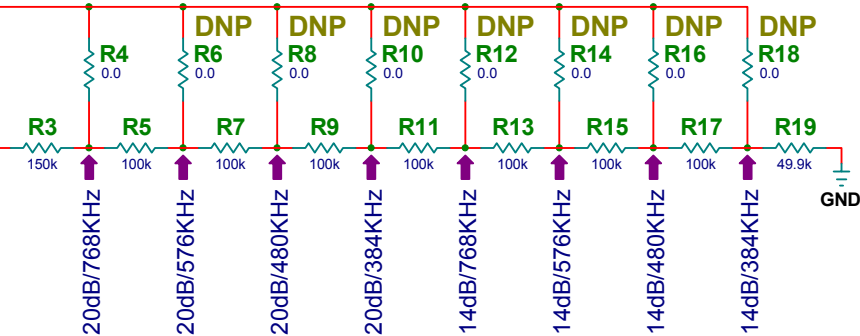 DNP DNP DNP DNP DNP DNP DNP
R4 R6 R8 R10 R12 R14 R16 R18
0.0 0.0 0.0 0.0 0.0 0.0 0.0 0.0
R3 R5 R7 R9 R11 R13 R15 R17 R19
150k 100k 100k 100k 100k 100k 100k 100k 49.9k
GND
20dB/768KHz
20dB/576KHz
20dB/480KHz
20dB/384KHz
14dB/768KHz
14dB/576KHz
14dB/480KHz
14dB/384KHz